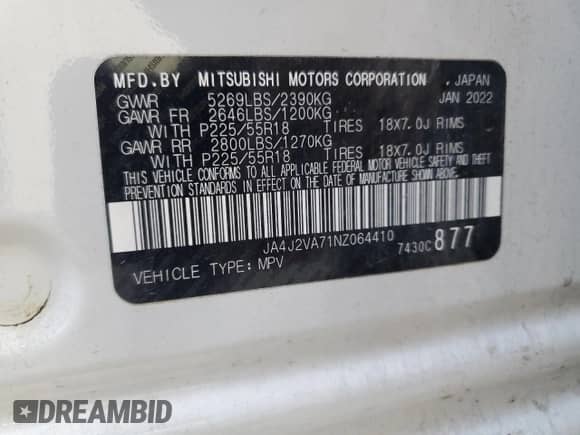 MFD.BY MITSUBISHI MOTORS CORPORATION . JAPAN
GVWR 5269LBS/2390KG JAN 2022
GAWR FR 2646LBS/1200KG
WITH P225/55R18 TIRES 18X7.0J RIMS
GAWR RR 2800LBS/1270KG
WITH P225/55R18 TIRES 18X7.0J RIMS
THIS VEHICLE CONFORMS TO ALL APPLICABLE FEDERAL MOTOR VEHICLE SAFETY AND THEFT
PREVENTION STANDARDS IN EFFECT ON THE DATE OF MANUFACTURE SHOWN ABOVE.
JA4J2VA71NZ064410 7430C 877
VEHICLE TYPE: MPV
DREAMBID